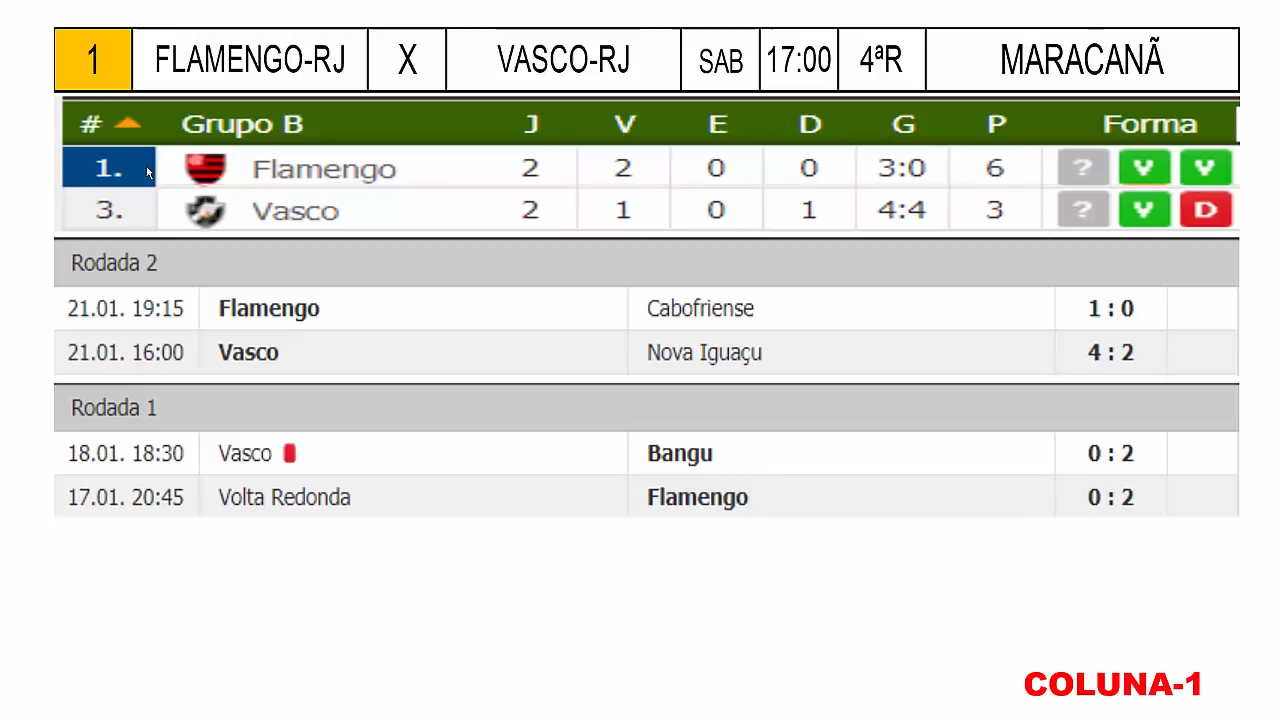 1 FLAMENGO-RJ X VASCO-RJ SAB 17:00 4ªR MARACANÃ
# Grupo B J V E D G P Forma
1. Flamengo 2 2 0 0 3:0 6 ? V V
3. Vasco 2 1 0 1 4:4 3 ? V D
Rodada 2
21.01. 19:15 Flamengo Cabofriense 1 : 0
21.01. 16:00 Vasco Nova Iguaçu 4 : 2
Rodada 1
18.01. 18:30 Vasco Bangu 0 : 2
17.01. 20:45 Volta Redonda Flamengo 0 : 2
COLUNA-1